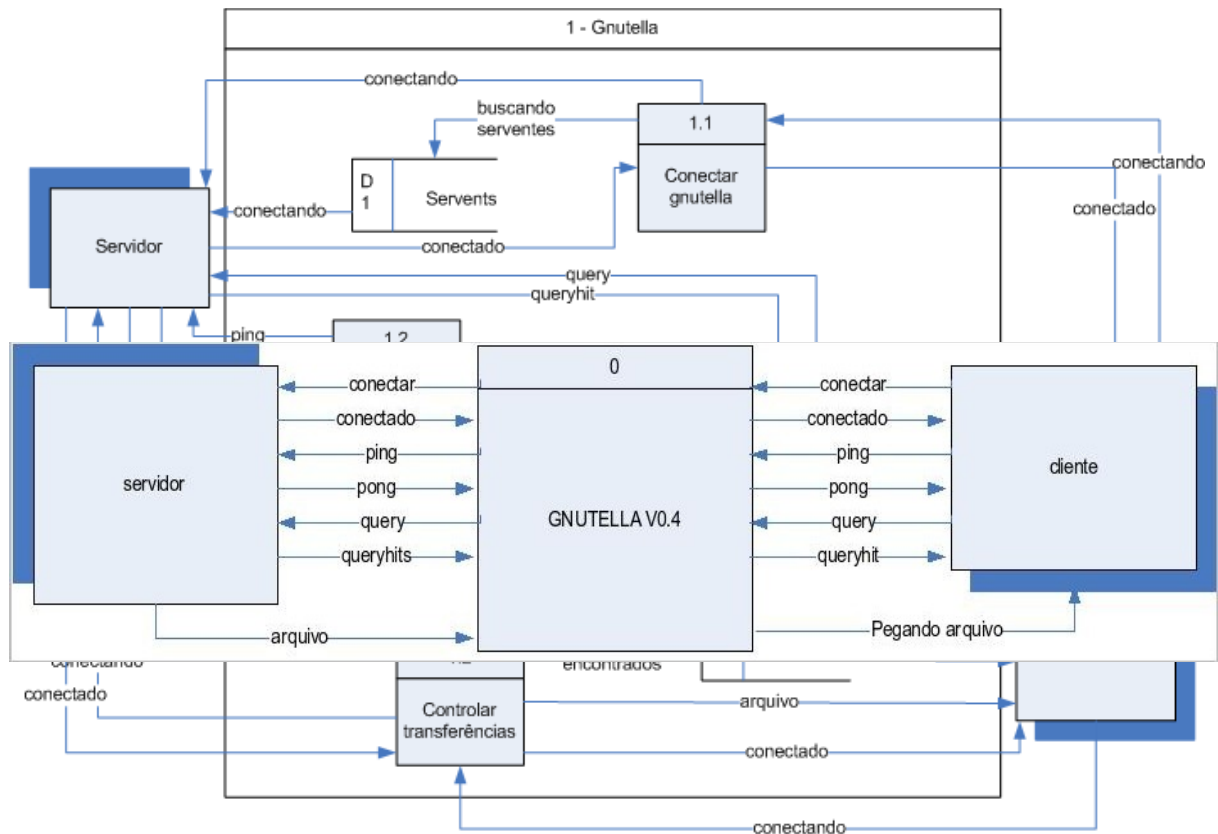 1 - Gnutella
conectando
buscando
serventes
1.1
Conectar
gnutella
conectando
conectado
D
1
Servents
conectando
conectado
Servidor
query
queryhit
ping
1.2
0
servidor
GNUTELLA V0.4
cliente
conectar
conectado
ping
pong
query
queryhits
arquivo
conectar
conectado
ping
pong
query
queryhit
Pegando arquivo
conectando
conectado
encontrados
Controlar
transferências
arquivo
conectado
conectando